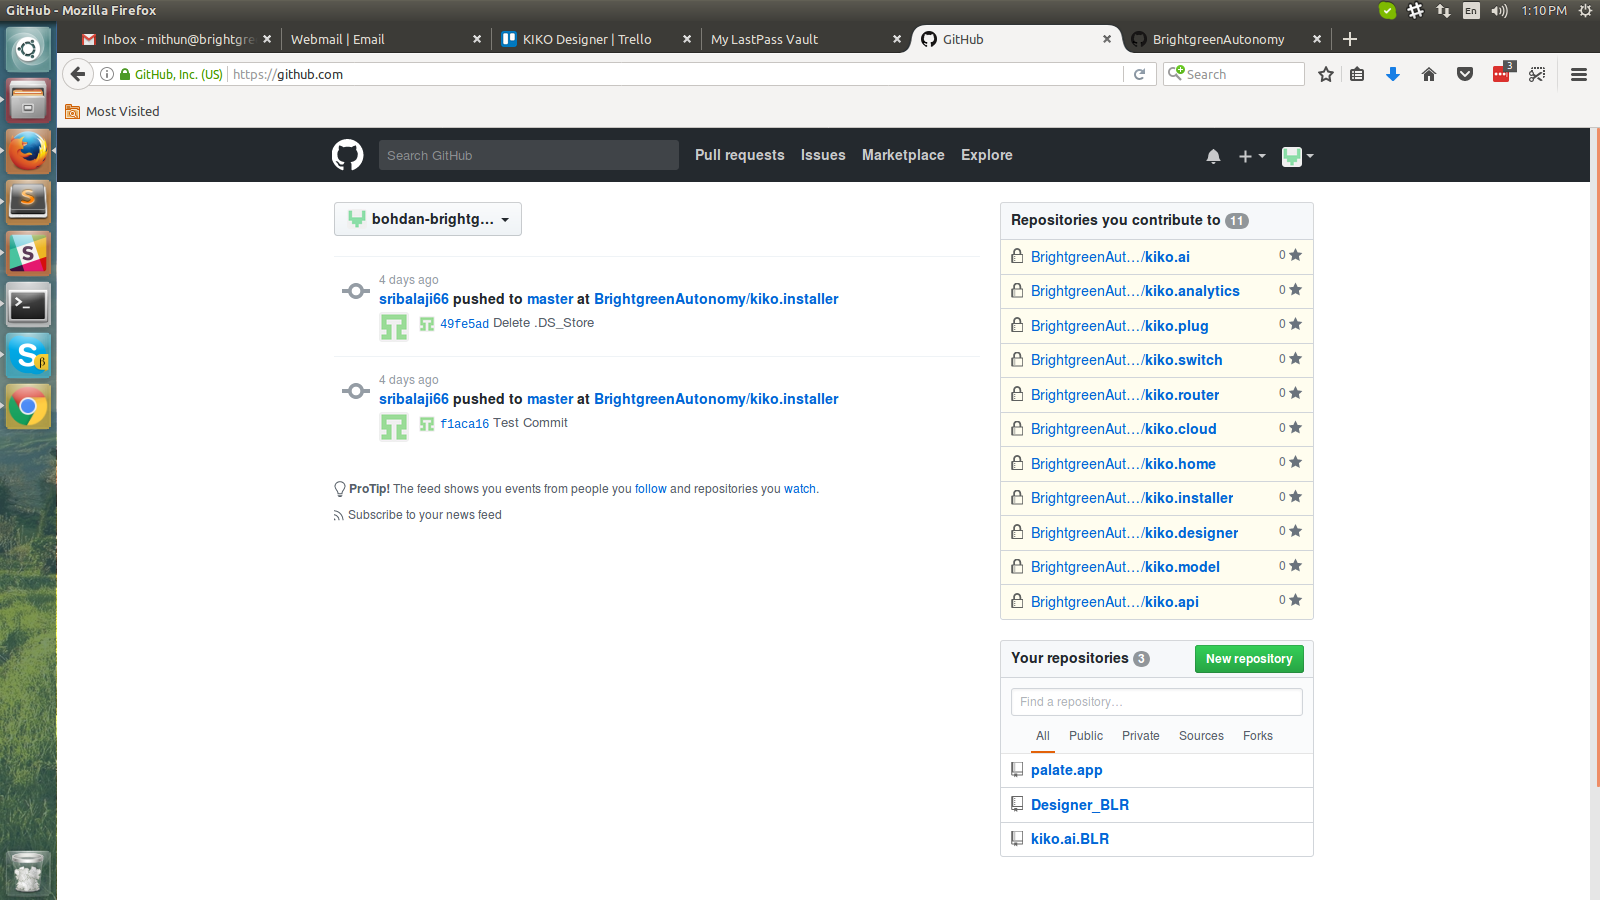 GitHub - Mozilla Firefox
En
1:10 PM
Inbox - mithun@brightgre
Webmail | Email
KIKO Designer | Trello
My LastPass Vault
GitHub
BrightgreenAutonomy
GitHub, Inc. (US)
https://github.com
Search
3
Most Visited
Search GitHub
Pull requests
Issues
Marketplace
Explore
bohdan-brightg…
4 days ago
sribalaji66 pushed to master at BrightgreenAutonomy/kiko.installer
49fe5ad Delete .DS_Store
4 days ago
sribalaji66 pushed to master at BrightgreenAutonomy/kiko.installer
f1aca16 Test Commit
ProTip! The feed shows you events from people you follow and repositories you watch.
Subscribe to your news feed
Repositories you contribute to 11
BrightgreenAut…/kiko.ai 0
BrightgreenAut…/kiko.analytics 0
BrightgreenAut…/kiko.plug 0
BrightgreenAut…/kiko.switch 0
BrightgreenAut…/kiko.router 0
BrightgreenAut…/kiko.cloud 0
BrightgreenAut…/kiko.home 0
BrightgreenAut…/kiko.installer 0
BrightgreenAut…/kiko.designer 0
BrightgreenAut…/kiko.model 0
BrightgreenAut…/kiko.api 0
Your repositories 3
New repository
Find a repository…
All
Public
Private
Sources
Forks
palate.app
Designer_BLR
kiko.ai.BLR